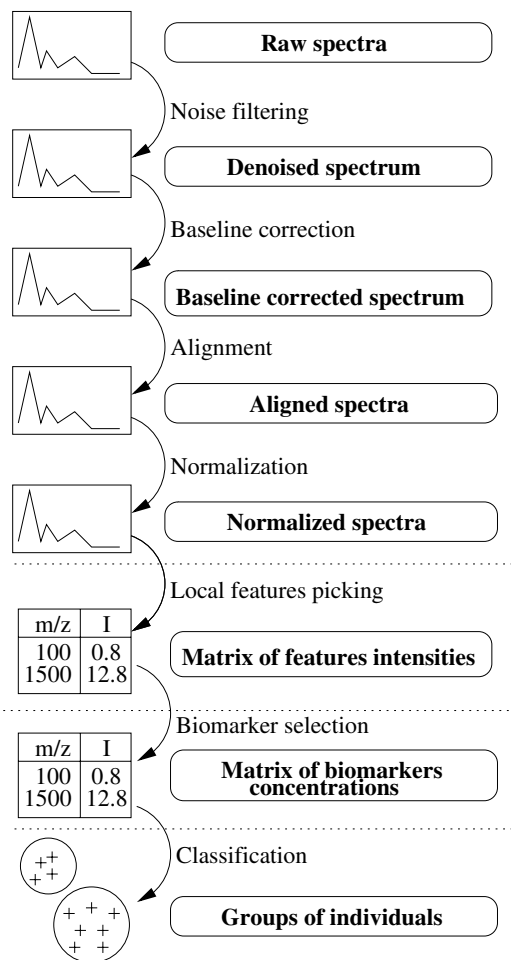 Raw spectra
Noise filtering
Denoised spectrum
Baseline correction
Baseline corrected spectrum
Alignment
Aligned spectra
Normalization
Normalized spectra
Local features picking
m/z I
100 0.8
1500 12.8
Matrix of features intensities
Biomarker selection
m/z I
100 0.8
1500 12.8
Matrix of biomarkers
concentrations
Classification
Groups of individuals